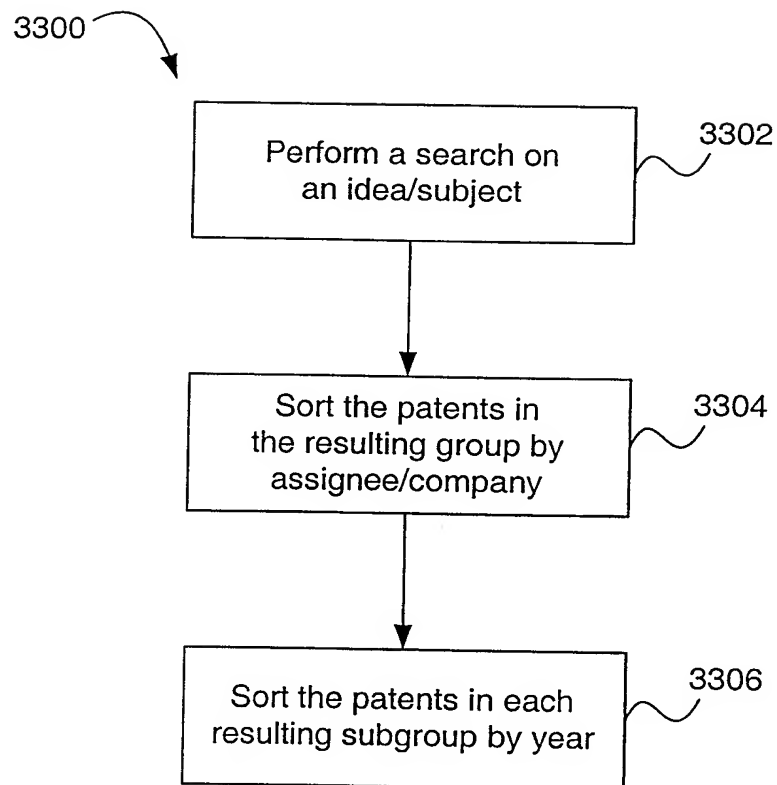 3300
Perform a search on
an idea/subject
3302
Sort the patents in
the resulting group by
assignee/company
3304
Sort the patents in each
resulting subgroup by year
3306